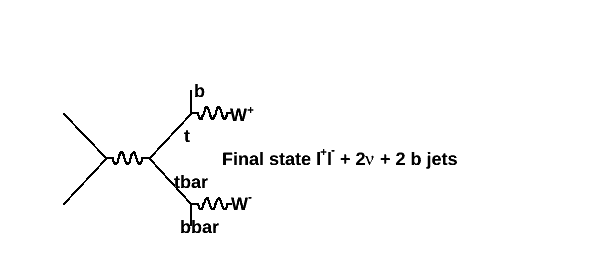 b
W⁺
t
Final state l⁺l⁻ + 2ν + 2 b jets
tbar
W⁻
bbar